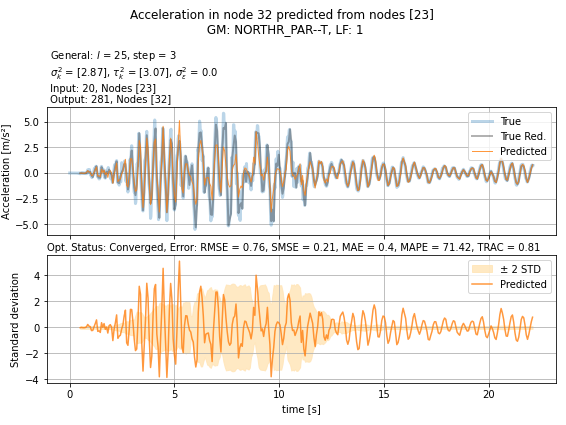 Acceleration in node 32 predicted from nodes [23]
GM: NORTHR_PAR--T, LF: 1
General: l = 25, step = 3
σ²ₖ = [2.87], τ²ₖ = [3.07], σ²ε = 0.0
Input: 20, Nodes [23]
Output: 281, Nodes [32]
Acceleration [m/s²]
5.0
2.5
0.0
−2.5
−5.0
True
True Red.
Predicted
Opt. Status: Converged, Error: RMSE = 0.76, SMSE = 0.21, MAE = 0.4, MAPE = 71.42, TRAC = 0.81
Standard deviation
4
2
0
−2
−4
± 2 STD
Predicted
0 5 10 15 20
time [s]